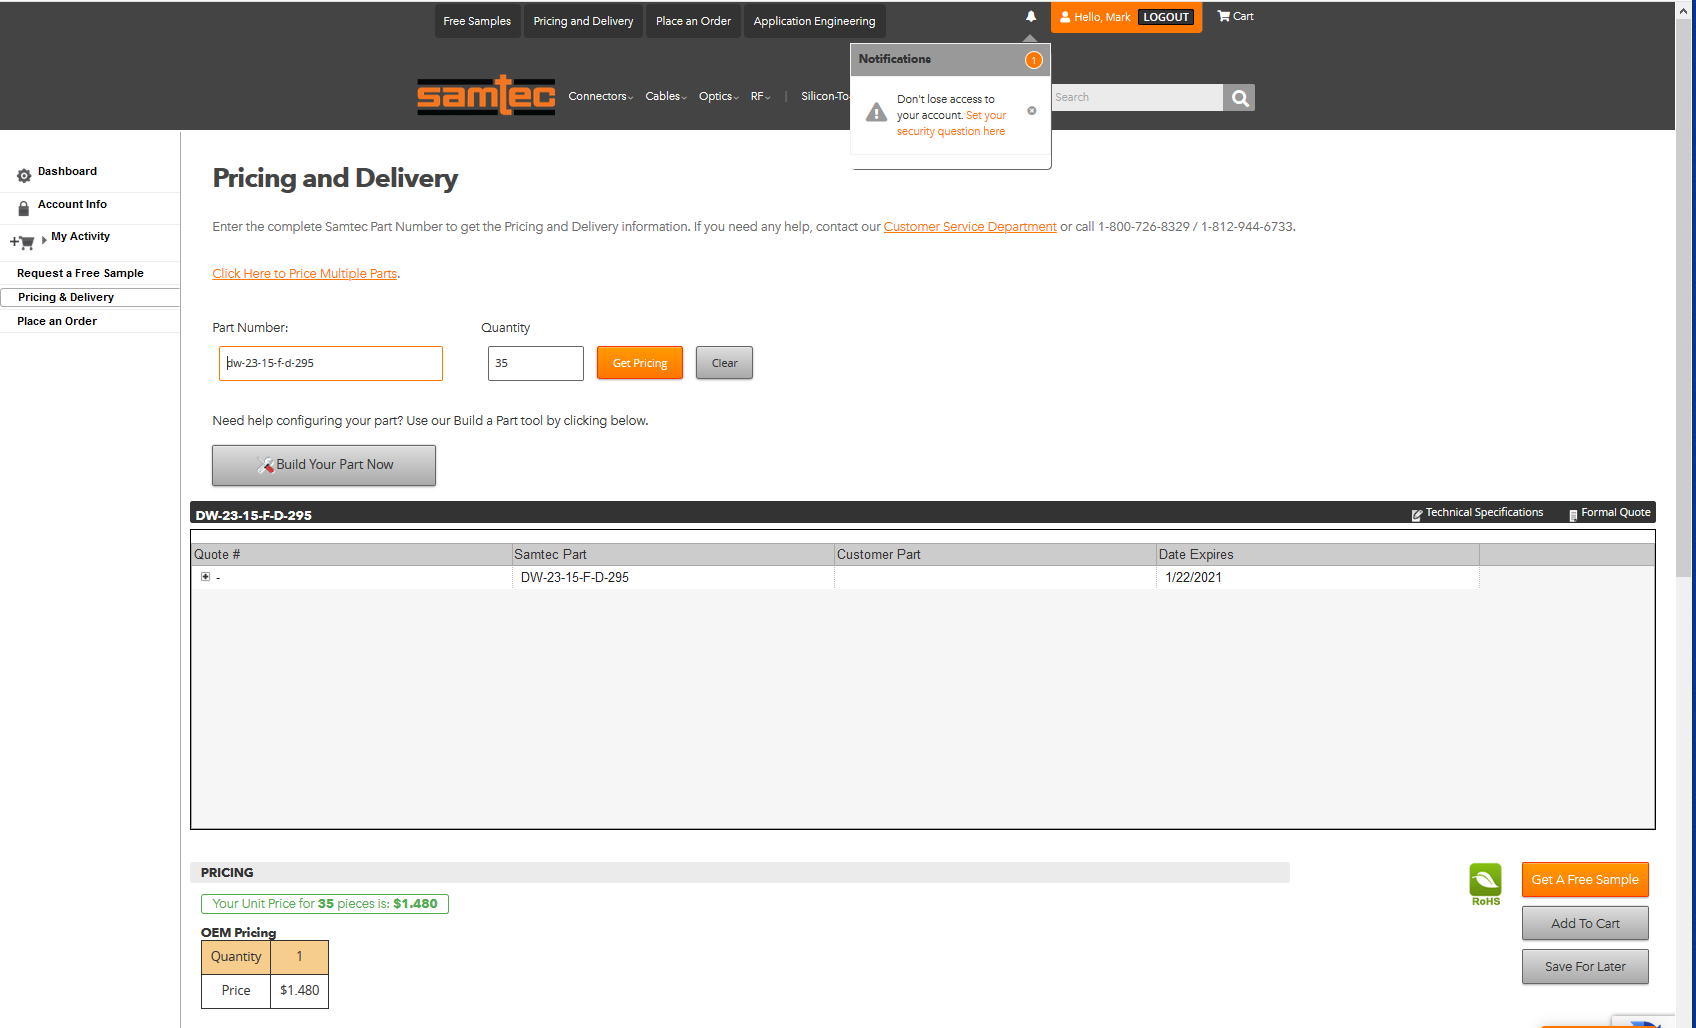 Free Samples
Pricing and Delivery
Place an Order
Application Engineering
Hello, Mark
LOGOUT
Cart
samtec
Connectors
Cables
Optics
RF
|
Silicon-To-
Search
Notifications
1
Don't lose access to
your account. Set your
security question here
Dashboard
Account Info
My Activity
Request a Free Sample
Pricing & Delivery
Place an Order
Pricing and Delivery
Enter the complete Samtec Part Number to get the Pricing and Delivery information. If you need any help, contact our Customer Service Department or call 1-800-726-8329 / 1-812-944-6733.
Click Here to Price Multiple Parts.
Part Number:
Quantity
dw-23-15-f-d-295
35
Get Pricing
Clear
Need help configuring your part? Use our Build a Part tool by clicking below.
Build Your Part Now
DW-23-15-F-D-295
Technical Specifications
Formal Quote
Quote #
Samtec Part
Customer Part
Date Expires
-
DW-23-15-F-D-295
1/22/2021
PRICING
Your Unit Price for 35 pieces is: $1.480
OEM Pricing
Quantity
1
Price
$1.480
RoHS
Get A Free Sample
Add To Cart
Save For Later